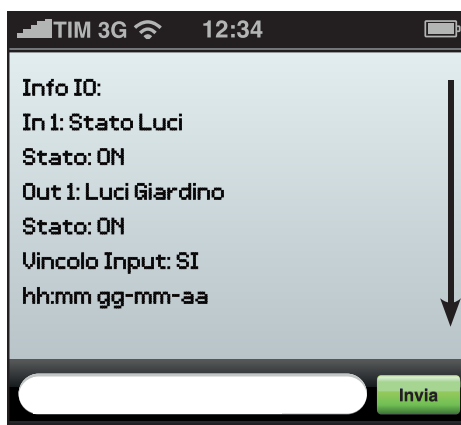 TIM 3G 12:34
Info IO:
In 1: Stato Luci
Stato: ON
Out 1: Luci Giardino
Stato: ON
Vincolo Input: SI
hh:mm gg-mm-aa
Invia